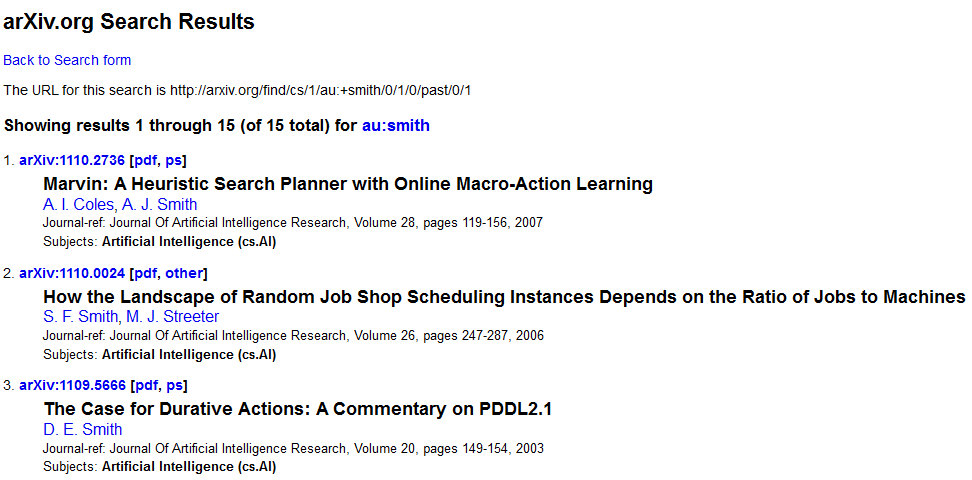 arXiv.org Search Results
Back to Search form
The URL for this search is http://arxiv.org/find/cs/1/au:+smith/0/1/0/past/0/1
Showing results 1 through 15 (of 15 total) for au:smith
1. arXiv:1110.2736 [pdf, ps]
Marvin: A Heuristic Search Planner with Online Macro-Action Learning
A. I. Coles, A. J. Smith
Journal-ref: Journal Of Artificial Intelligence Research, Volume 28, pages 119-156, 2007
Subjects: Artificial Intelligence (cs.AI)
2. arXiv:1110.0024 [pdf, other]
How the Landscape of Random Job Shop Scheduling Instances Depends on the Ratio of Jobs to Machines
S. F. Smith, M. J. Streeter
Journal-ref: Journal Of Artificial Intelligence Research, Volume 26, pages 247-287, 2006
Subjects: Artificial Intelligence (cs.AI)
3. arXiv:1109.5666 [pdf, ps]
The Case for Durative Actions: A Commentary on PDDL2.1
D. E. Smith
Journal-ref: Journal Of Artificial Intelligence Research, Volume 20, pages 149-154, 2003
Subjects: Artificial Intelligence (cs.AI)